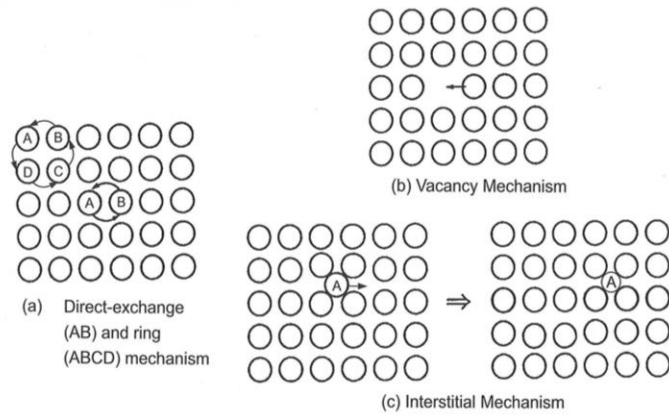 A B
D C
A B
(a) Direct-exchange
(AB) and ring
(ABCD) mechanism
(b) Vacancy Mechanism
A
⇒
A
(c) Interstitial Mechanism